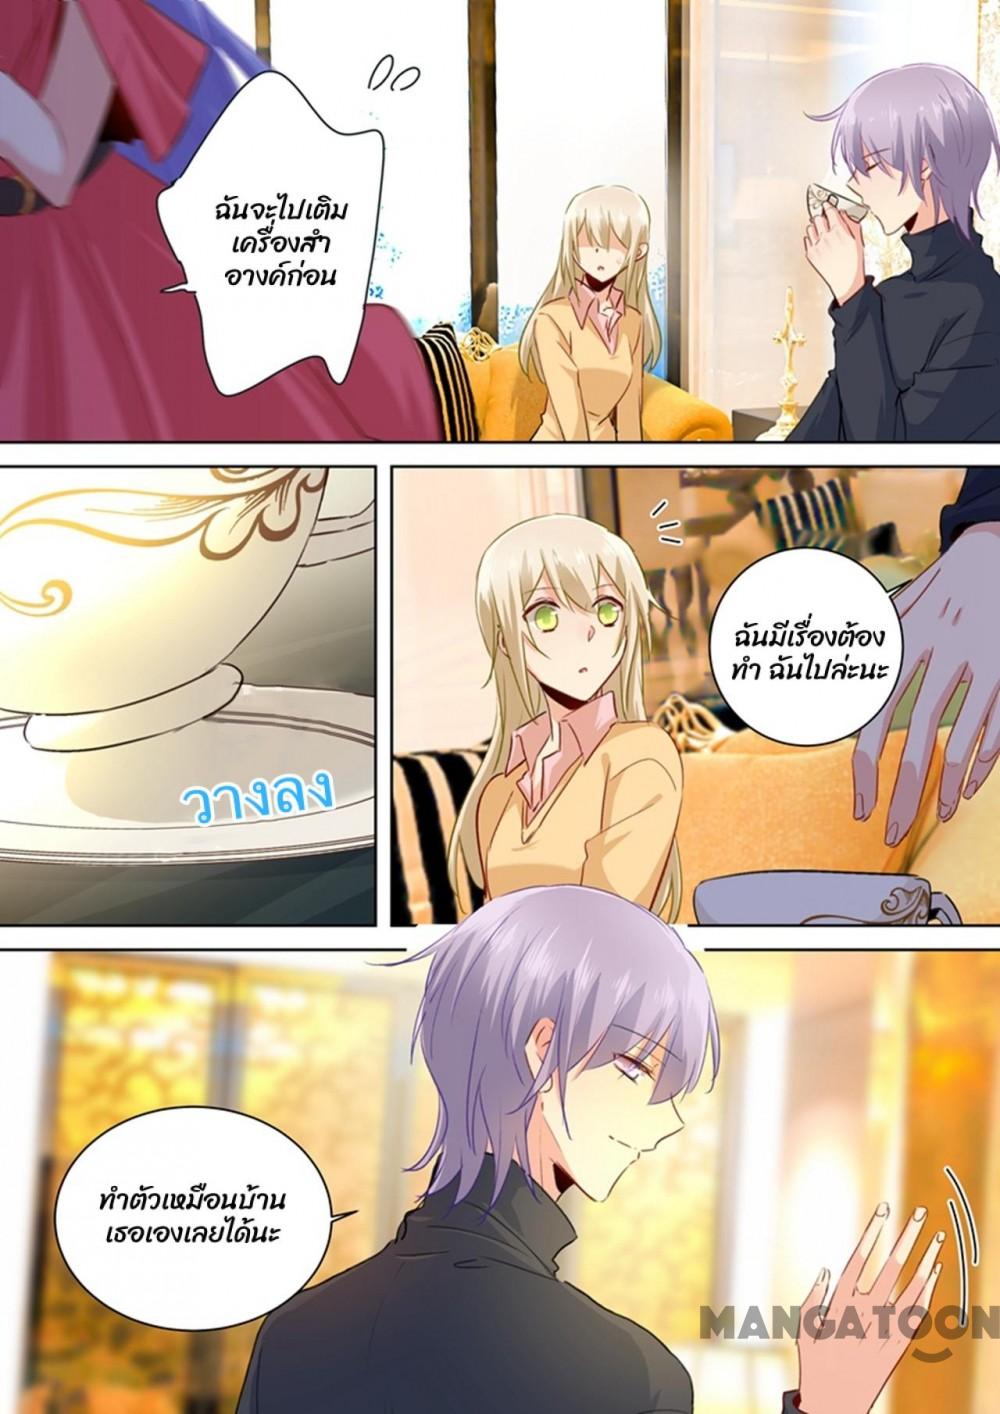 ฉันจะไปเติม
เครื่องสำ
อางค์ก่อน
วางลง
ฉันมีเรื่องต้อง
ทำ ฉันไปล่ะนะ
ทำตัวเหมือนบ้าน
เธอเองเลยได้นะ
MANGATOON